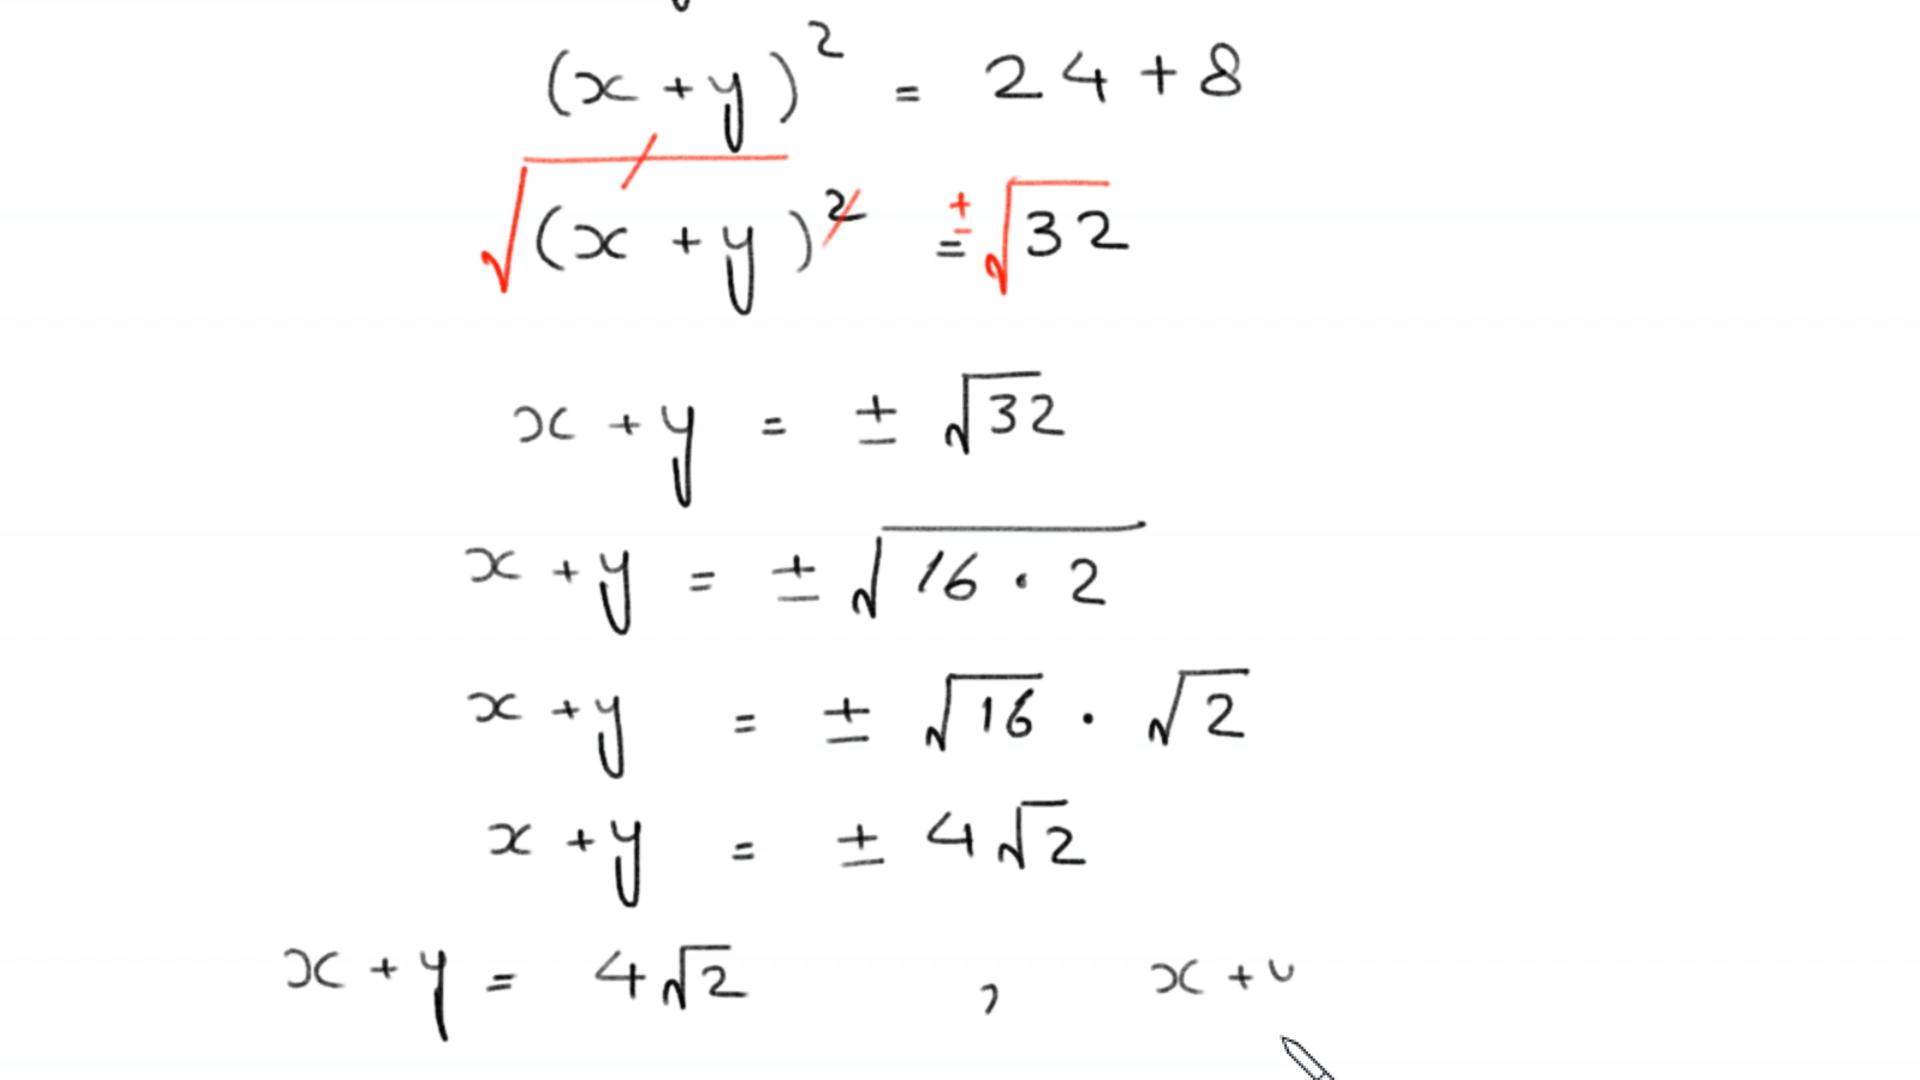 (x + y)² = 24 + 8
√(x + y)² = ±√32
x + y = ± √32
x + y = ± √16 · 2
x + y = ± √16 · √2
x + y = ± 4√2
x + y = 4√2 , x + y